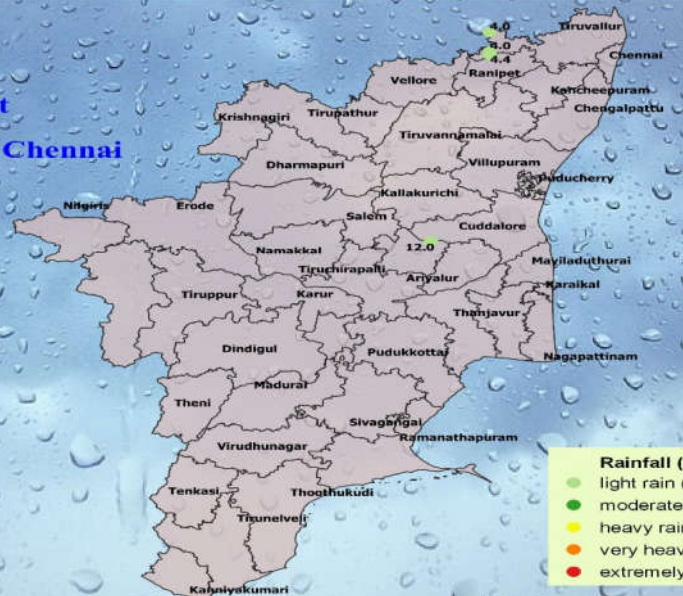 4.0
Tiruvallur
4.0
4.4
Chennai
Ranipet
Vellore
Kancheepuram
Chengalpattu
t
Chennai
Krishnagiri
Tirupathur
Tiruvannamalai
Dharmapuri
Villupuram
Puducherry
Kallakurichi
Nilgiris
Erode
Salem
Cuddalore
Namakkal
12.0
Tiruchirapalli
Ariyalur
Mayiladuthurai
Karaikal
Tiruppur
Karur
Thanjavur
Dindigul
Pudukkottai
Nagapattinam
Madurai
Theni
Sivagangai
Ramanathapuram
Virudhunagar
Tenkasi
Thoothukudi
Tirunelveli
Kanniyakumari
Rainfall (
light rain (
moderate
heavy rai
very heav
extremely